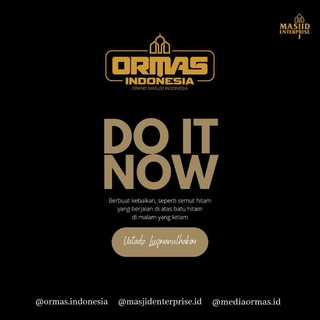 MASJID
ENTERPRISE
ORMAS
INDONESIA
ORANG MASJID INDONESIA
DO IT
NOW
Berbuat kebaikan, seperti semut hitam
yang berjalan di atas batu hitam
di malam yang kelam
Ustadz Luqmanulhakim
@ormas.indonesia @masjidenterprise.id @mediaormas.id